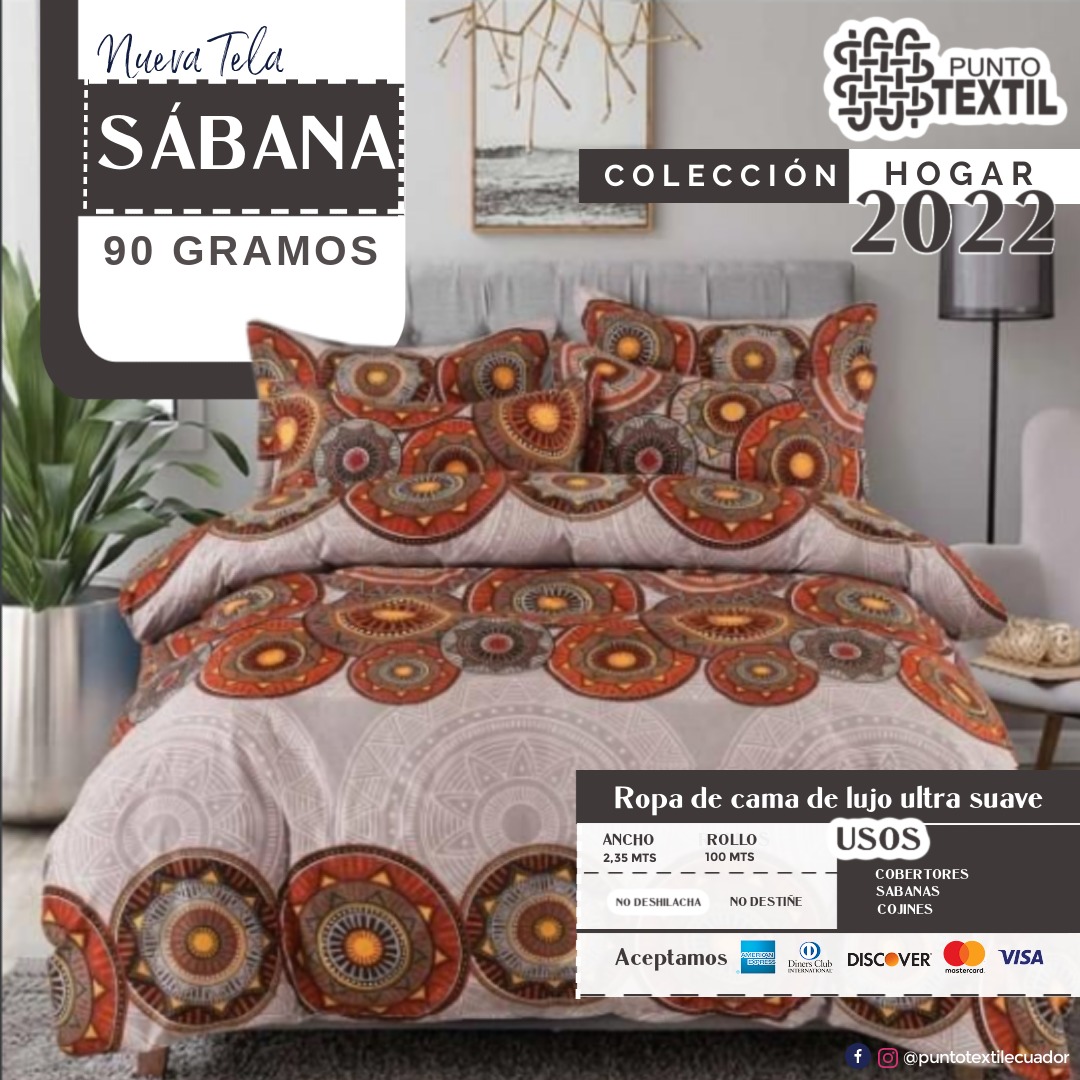 Nueva Tela
SÁBANA
90 GRAMOS
PUNTO
TEXTIL
COLECCIÓN HOGAR
2022
Ropa de cama de lujo ultra suave
ANCHO ROLLO
2,35 MTS 100 MTS
NO DESHILACHA NO DESTIÑE
USOS
COBERTORES
SABANAS
COJINES
Aceptamos
AMERICAN
EXPRESS
Diners Club
INTERNATIONAL
DISCOVER
mastercard.
VISA
@puntotextilecuador